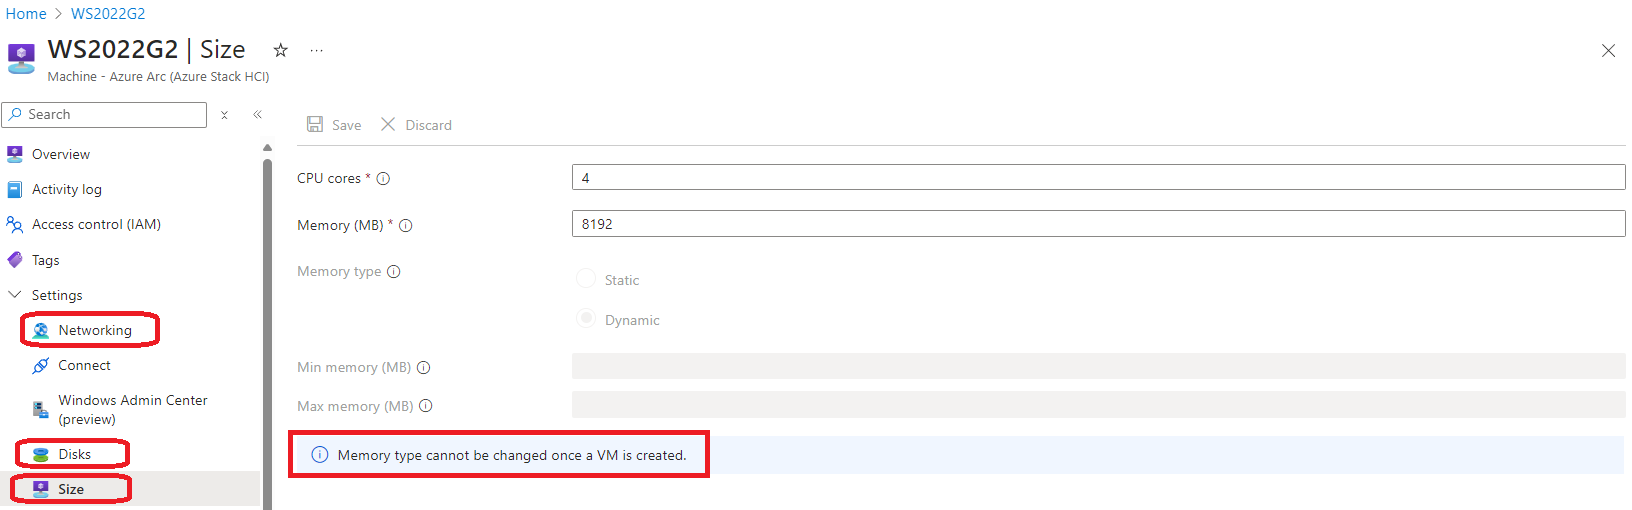 Home > WS2022G2
WS2022G2 | Size
Machine - Azure Arc (Azure Stack HCI)
Search
Overview
Activity log
Access control (IAM)
Tags
Settings
Networking
Connect
Windows Admin Center
(preview)
Disks
Size
Save Discard
CPU cores * 4
Memory (MB) * 8192
Memory type
Static
Dynamic
Min memory (MB)
Max memory (MB)
Memory type cannot be changed once a VM is created.